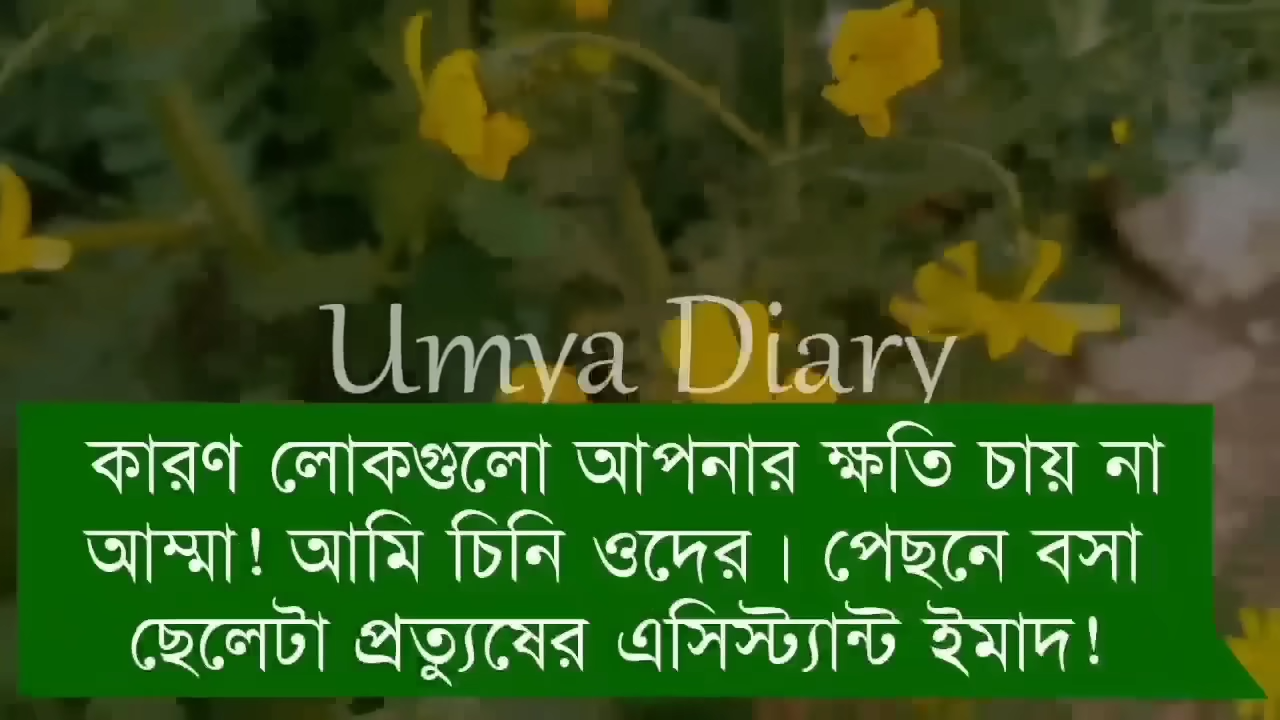 Umya Diary
কারণ লোকগুলো আপনার ক্ষতি চায় না
আম্মা! আমি চিনি ওদের। পেছনে বসা
ছেলেটা প্রত্যুষের এসিস্ট্যান্ট ইমাদ!